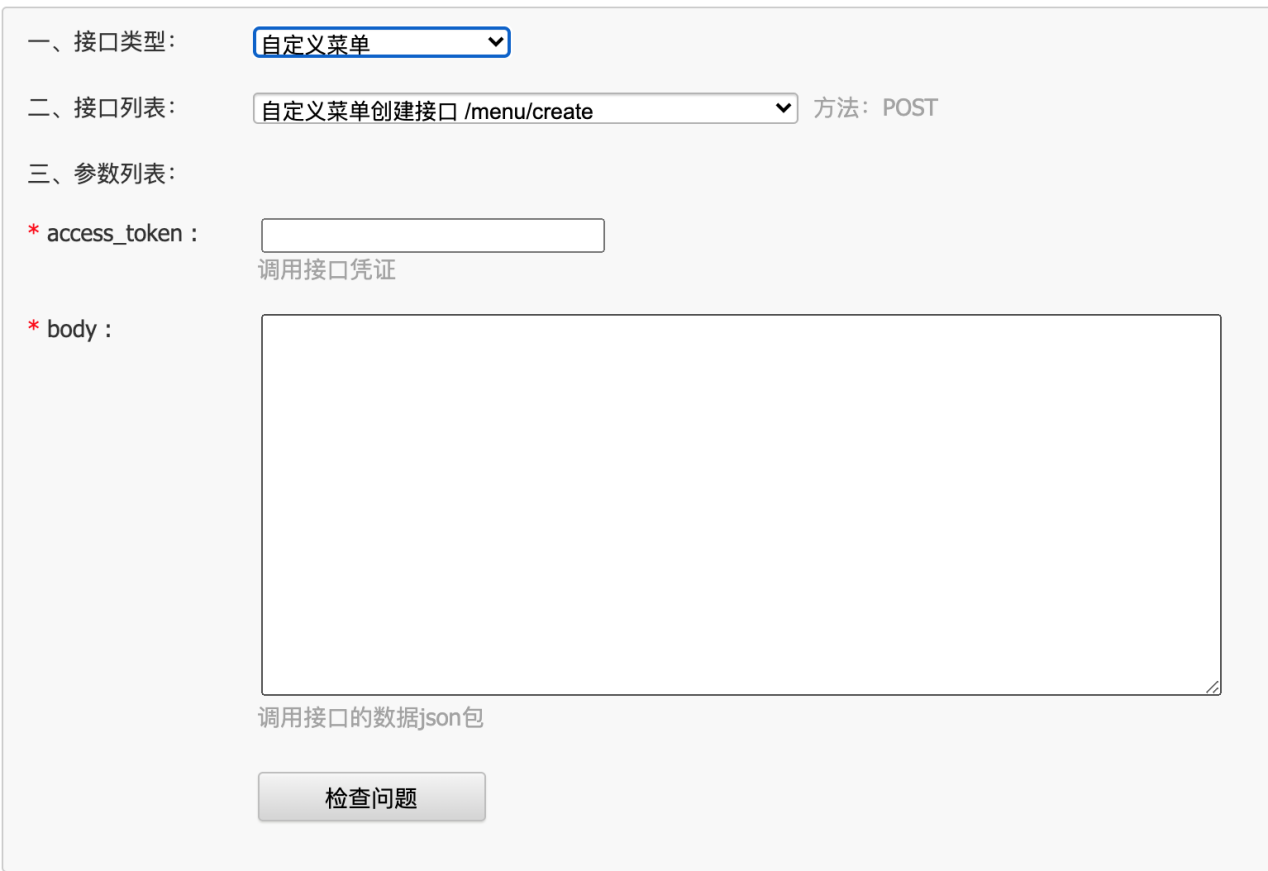 一、接口类型：
自定义菜单
二、接口列表：
自定义菜单创建接口 /menu/create
方法：POST
三、参数列表：
* access_token :
调用接口凭证
* body :
调用接口的数据json包
检查问题